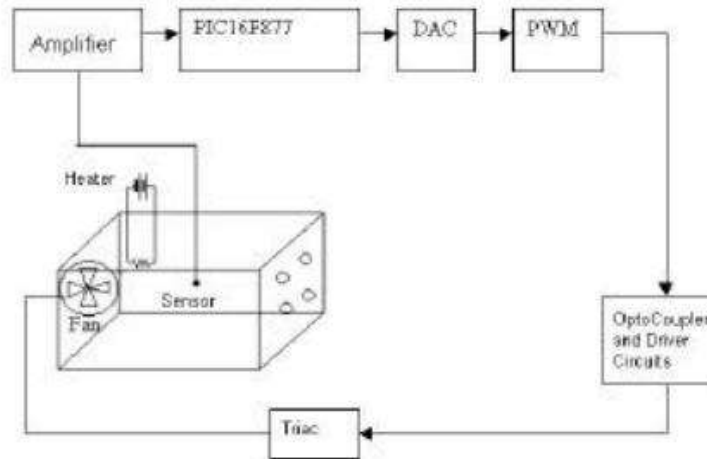 Amplifier
PIC16F877
DAC
PWM
Heater
Sensor
Fan
OptoCoupler
and Driver
Circuits
Triac